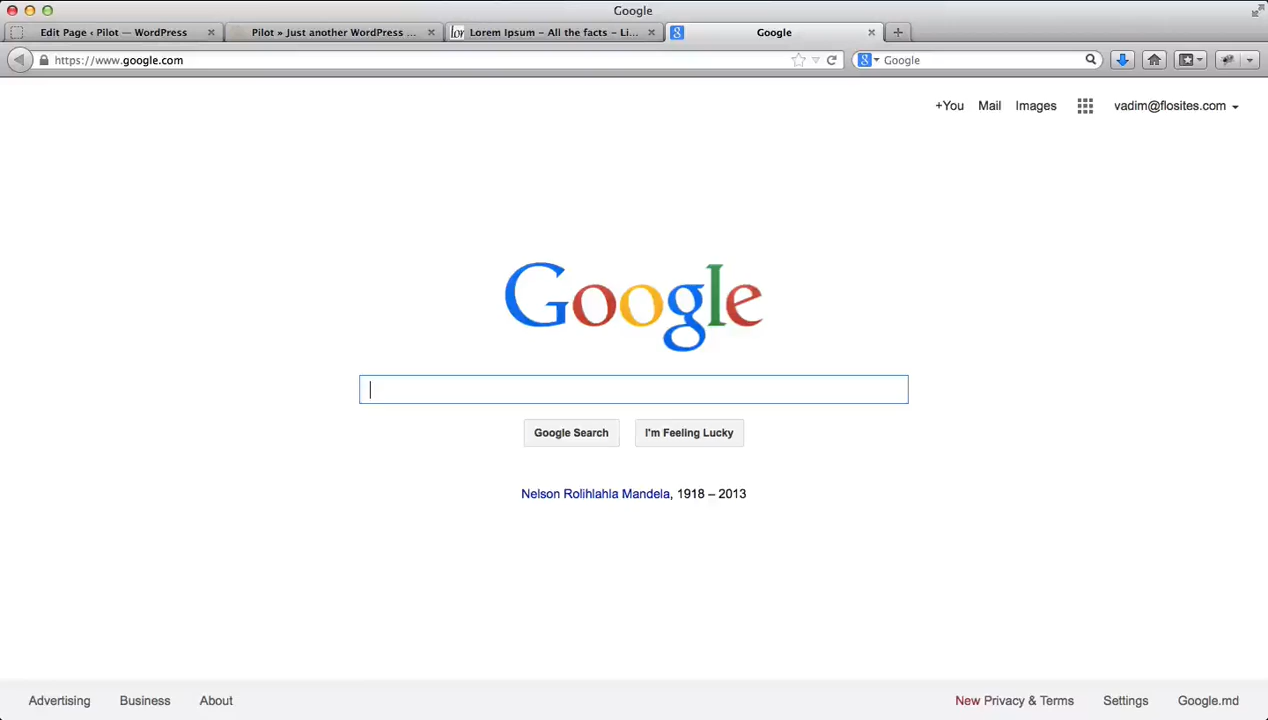 Google
Edit Page ‹ Pilot — WordPress
Pilot » Just another WordPress ...
Lorem Ipsum – All the facts – Li...
Google
https://www.google.com
Google
+You
Mail
Images
vadim@flosites.com
Google
Google Search
I'm Feeling Lucky
Nelson Rolihlahla Mandela, 1918 – 2013
Advertising
Business
About
New Privacy & Terms
Settings
Google.md